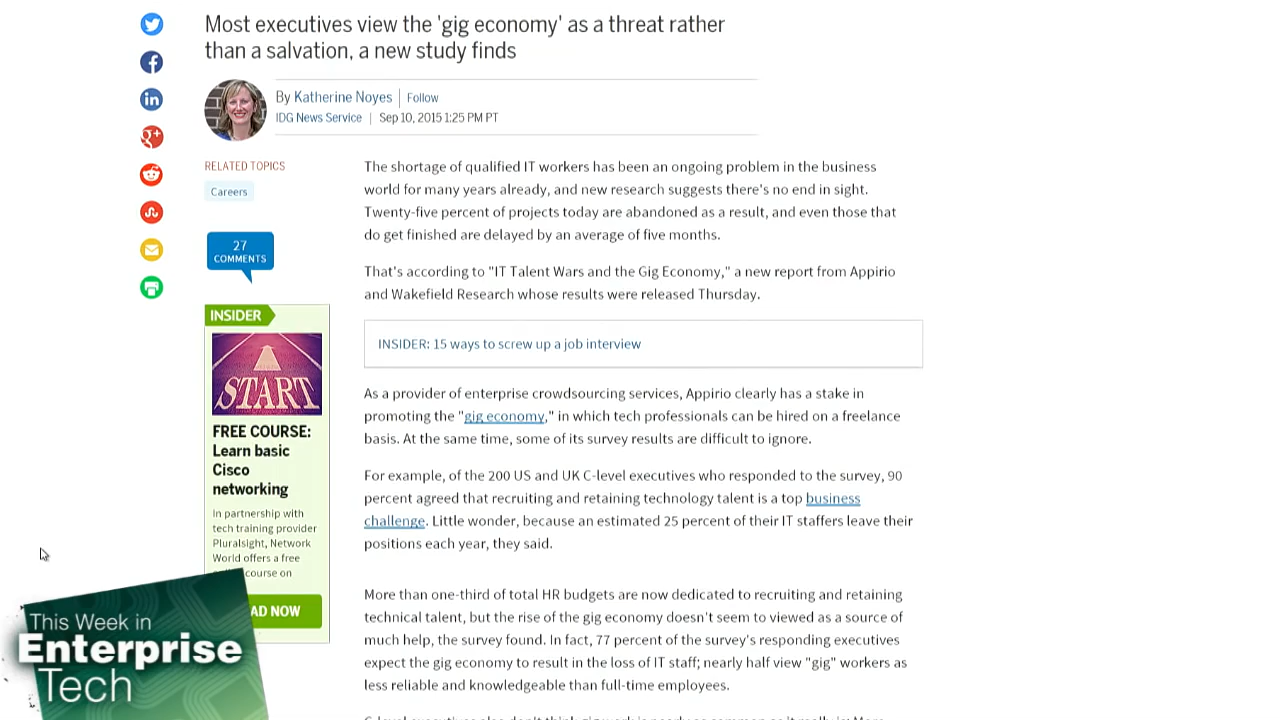 Most executives view the 'gig economy' as a threat rather
than a salvation, a new study finds
By Katherine Noyes | Follow
IDG News Service | Sep 10, 2015 1:25 PM PT
RELATED TOPICS
Careers
27
COMMENTS
INSIDER
START
FREE COURSE:
Learn basic
Cisco
networking
In partnership with
tech training provider
Pluralsight, Network
World offers a free
course on
AD NOW
The shortage of qualified IT workers has been an ongoing problem in the business
world for many years already, and new research suggests there's no end in sight.
Twenty-five percent of projects today are abandoned as a result, and even those that
do get finished are delayed by an average of five months.
That's according to "IT Talent Wars and the Gig Economy," a new report from Appirio
and Wakefield Research whose results were released Thursday.
INSIDER: 15 ways to screw up a job interview
As a provider of enterprise crowdsourcing services, Appirio clearly has a stake in
promoting the "gig economy," in which tech professionals can be hired on a freelance
basis. At the same time, some of its survey results are difficult to ignore.
For example, of the 200 US and UK C-level executives who responded to the survey, 90
percent agreed that recruiting and retaining technology talent is a top business
challenge. Little wonder, because an estimated 25 percent of their IT staffers leave their
positions each year, they said.
More than one-third of total HR budgets are now dedicated to recruiting and retaining
technical talent, but the rise of the gig economy doesn't seem to viewed as a source of
much help, the survey found. In fact, 77 percent of the survey's responding executives
expect the gig economy to result in the loss of IT staff; nearly half view "gig" workers as
less reliable and knowledgeable than full-time employees.
This Week in
Enterprise
Tech